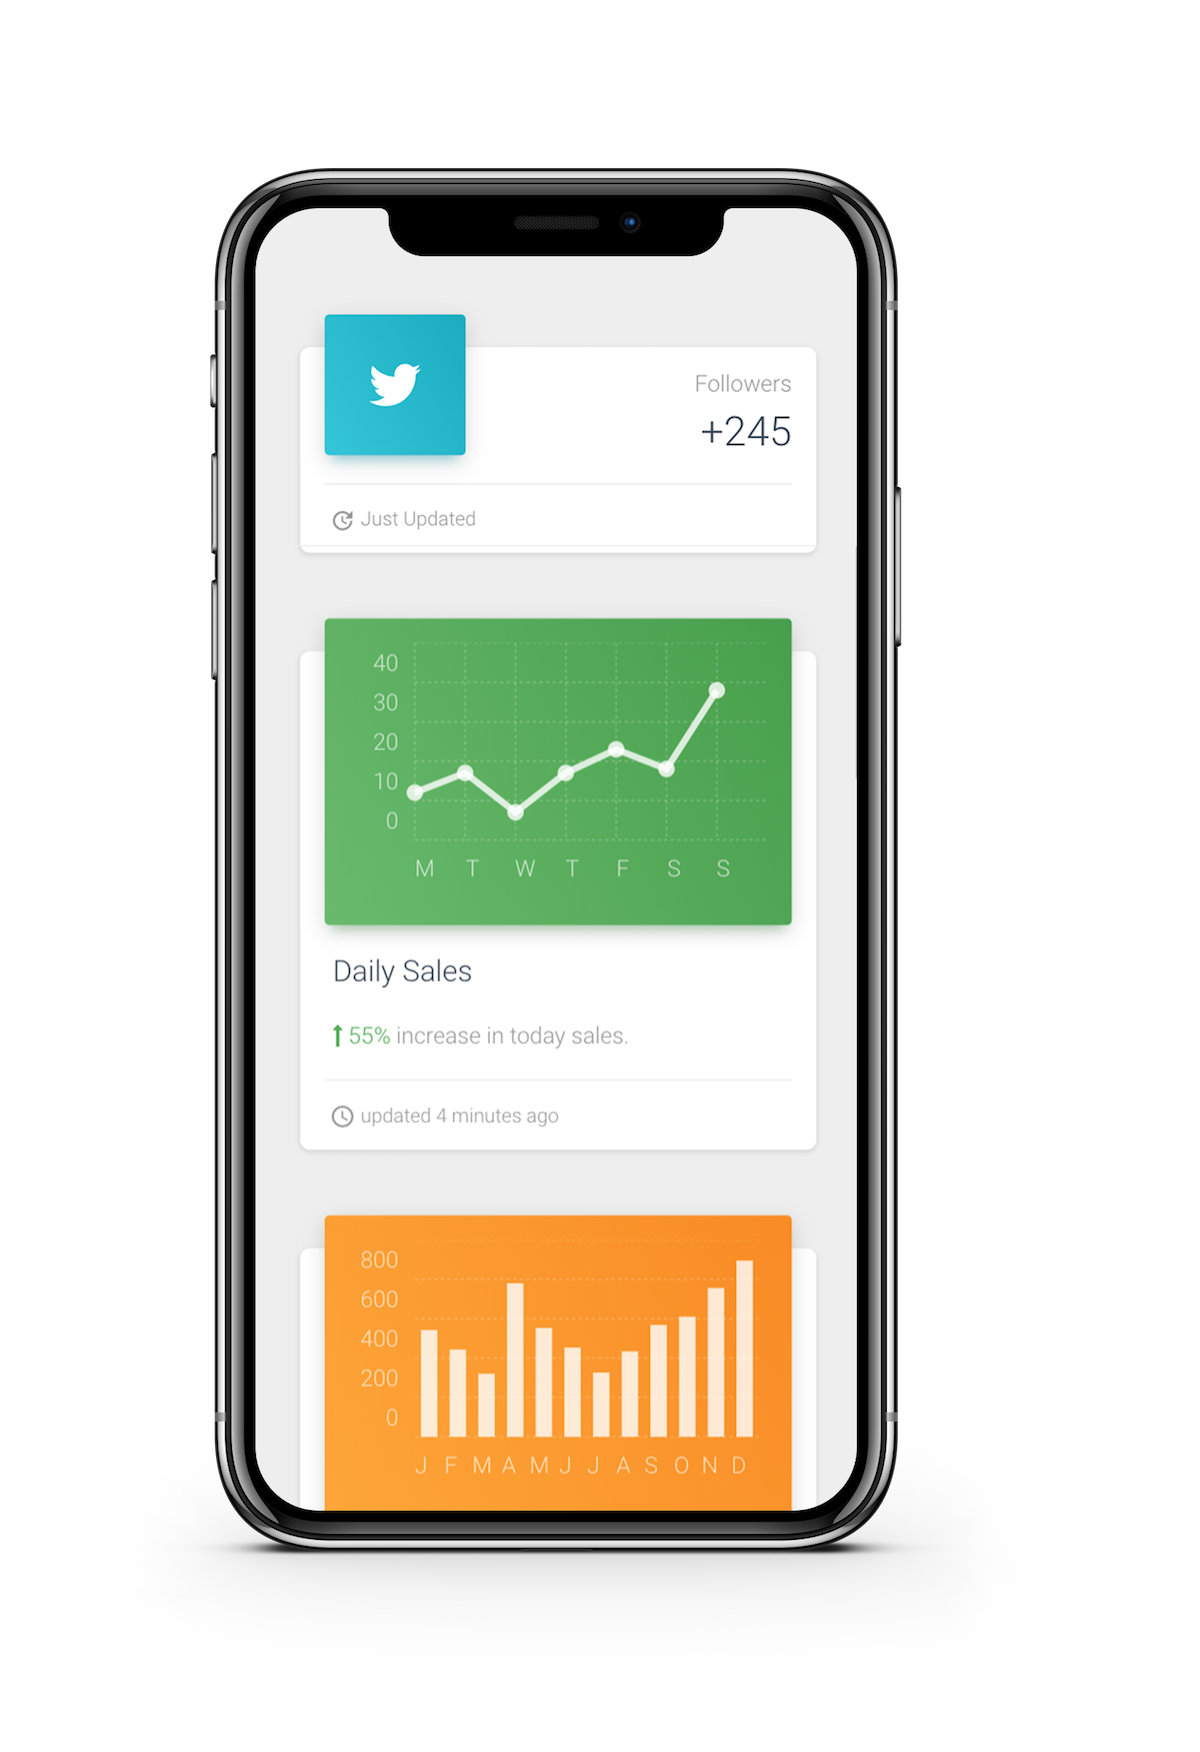 Followers
+245
Just Updated
40
30
20
10
0
M T W T F S S
Daily Sales
55% increase in today sales.
updated 4 minutes ago
800
600
400
200
0
J F M A M J J A S O N D